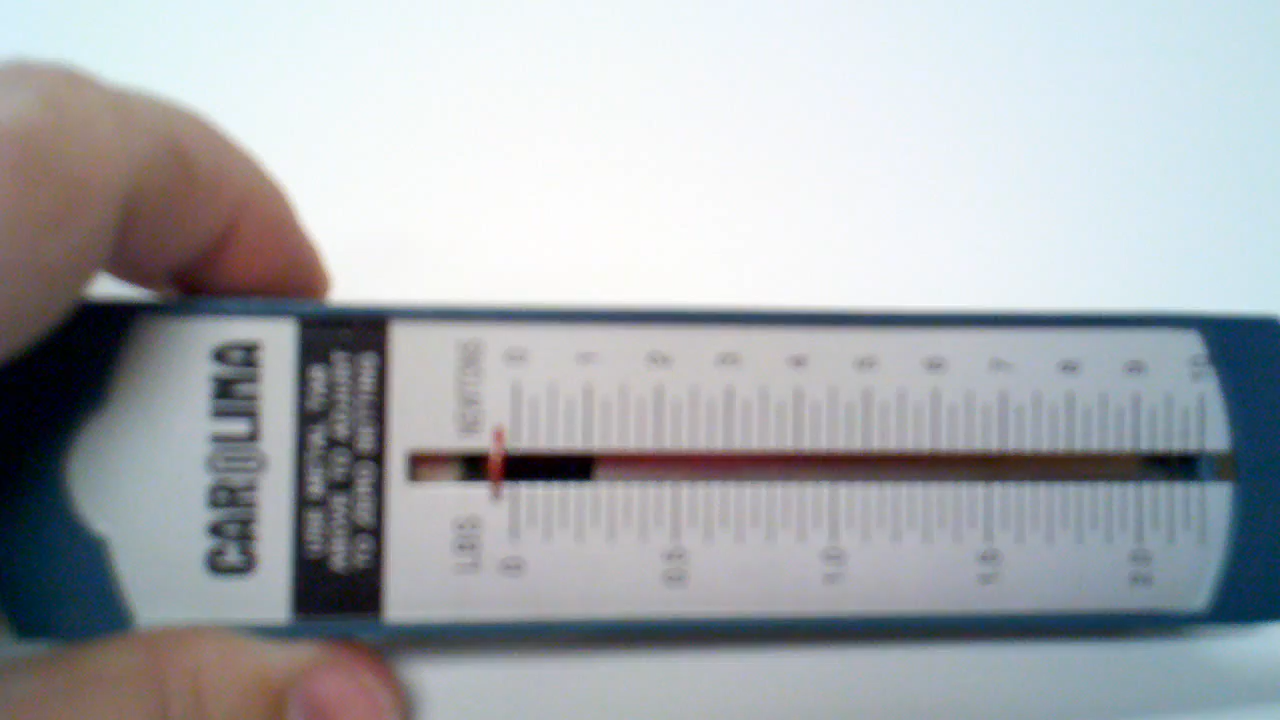 CAROLINA
USE METAL TAB
ABOVE TO ADJUST
TO ZERO SETTING
NEWTONS
0 1 2 3 4 5 6 7 8 9 10
LBS
0 0.5 1.0 1.5 2.0